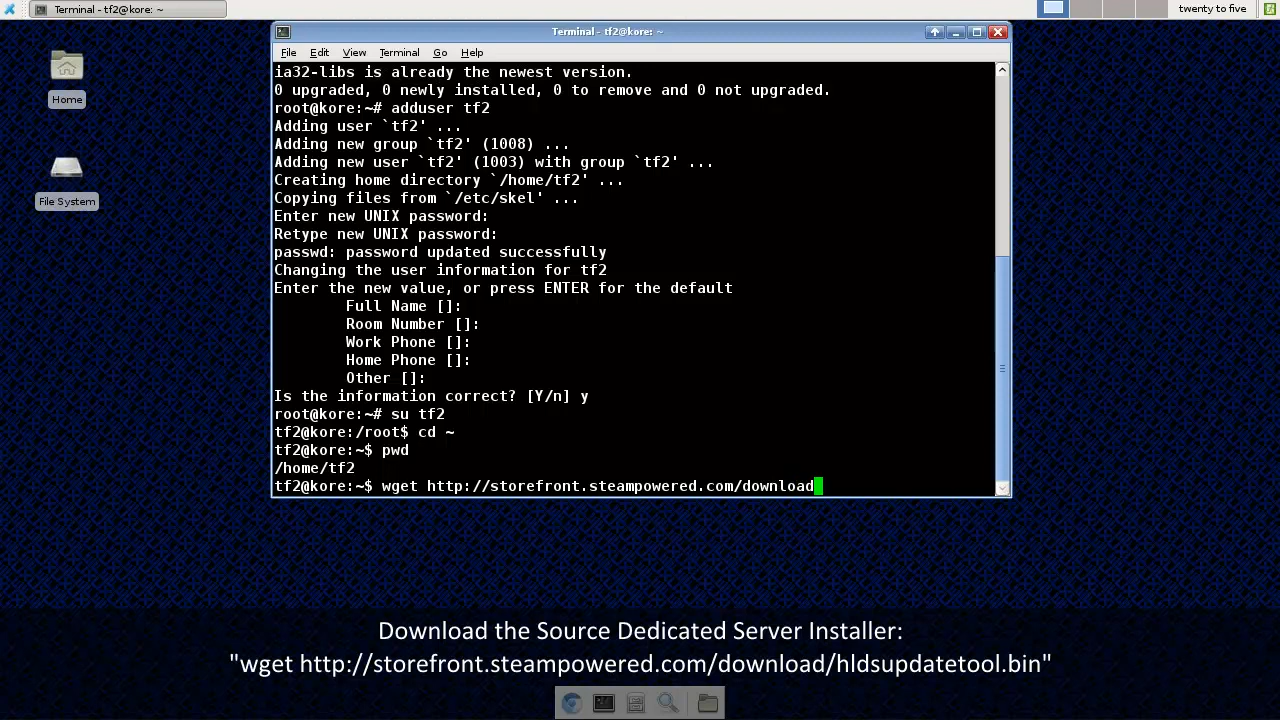 Terminal - tf2@kore: ~
twenty to five
Home
File System
Terminal - tf2@kore: ~
File Edit View Terminal Go Help
ia32-libs is already the newest version.
0 upgraded, 0 newly installed, 0 to remove and 0 not upgraded.
root@kore:~# adduser tf2
Adding user `tf2' ...
Adding new group `tf2' (1008) ...
Adding new user `tf2' (1003) with group `tf2' ...
Creating home directory `/home/tf2' ...
Copying files from `/etc/skel' ...
Enter new UNIX password:
Retype new UNIX password:
passwd: password updated successfully
Changing the user information for tf2
Enter the new value, or press ENTER for the default
Full Name []:
Room Number []:
Work Phone []:
Home Phone []:
Other []:
Is the information correct? [Y/n] y
root@kore:~# su tf2
tf2@kore:/root$ cd ~
tf2@kore:~$ pwd
/home/tf2
tf2@kore:~$ wget http://storefront.steampowered.com/download
Download the Source Dedicated Server Installer:
"wget http://storefront.steampowered.com/download/hldsupdatetool.bin"